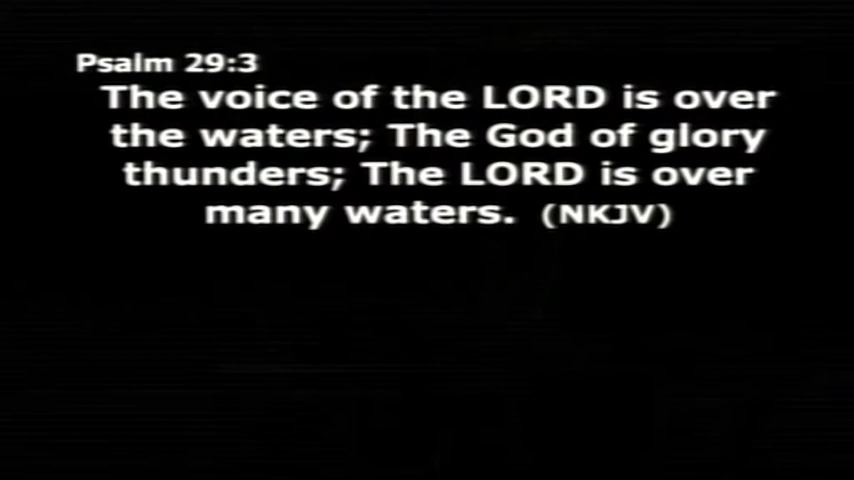 Psalm 29:3
The voice of the LORD is over
the waters; The God of glory
thunders; The LORD is over
many waters. (NKJV)